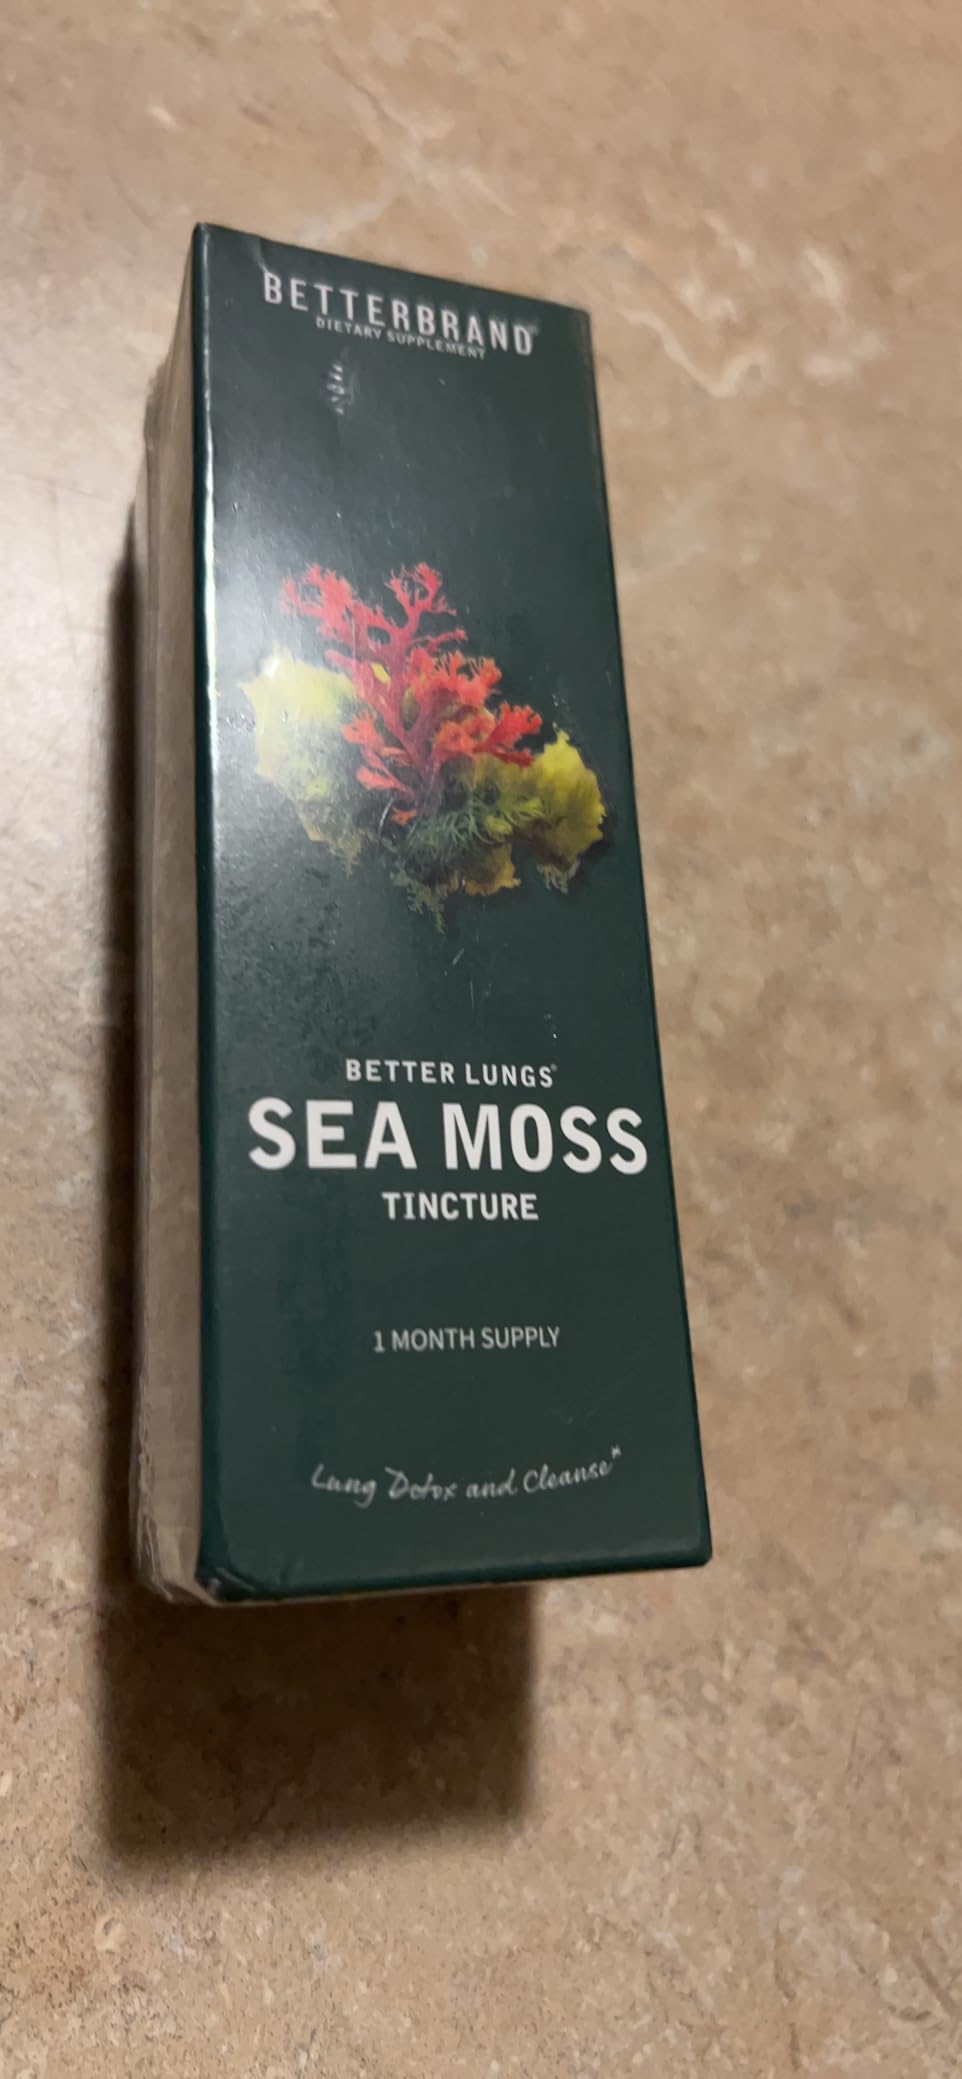 BETTERBRAND®
DIETARY SUPPLEMENT
BETTER LUNGS®
SEA MOSS
TINCTURE
1 MONTH SUPPLY
Lung Detox and Cleanse*